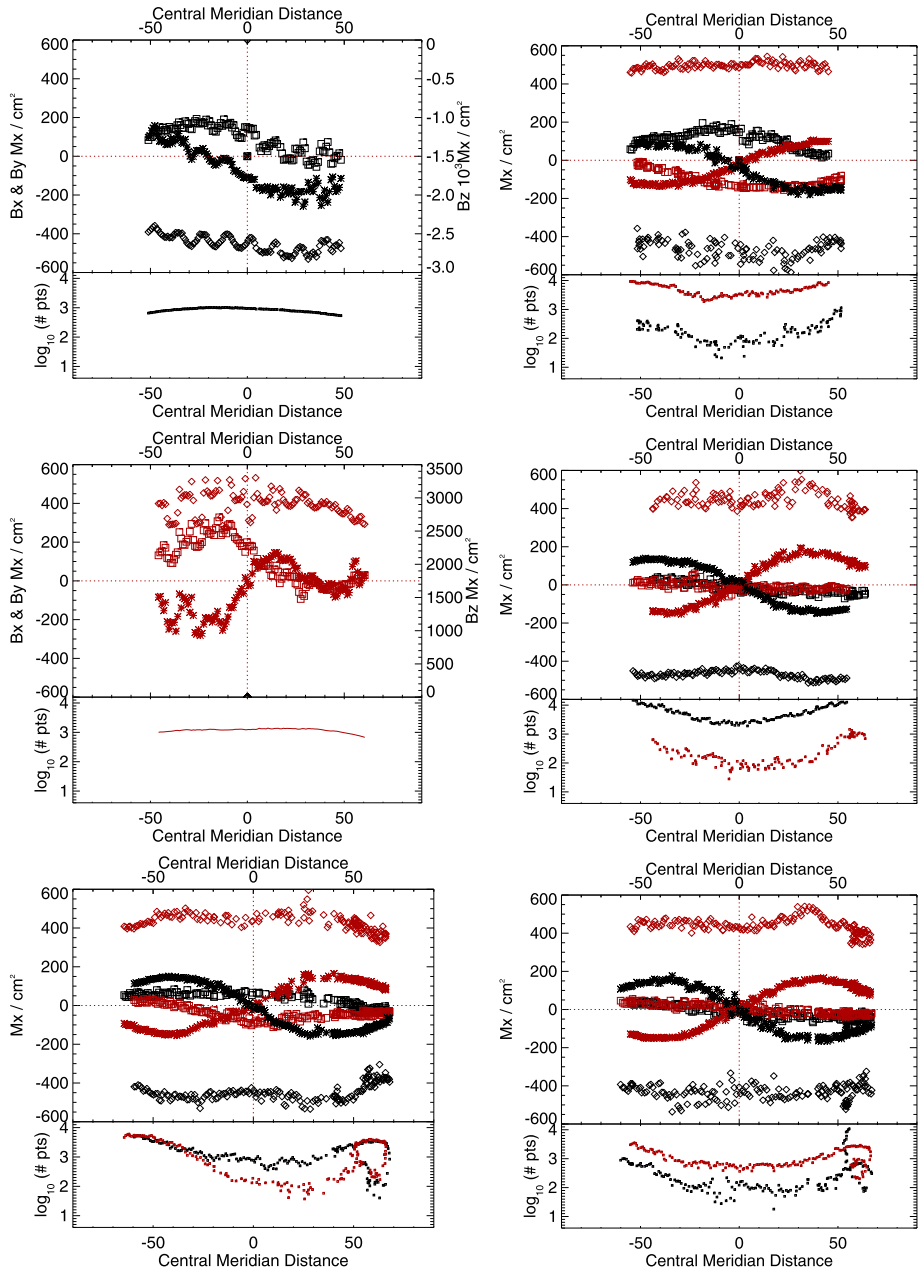 Central Meridian Distance
-50 0 50
600
400
200
0
-200
-400
-600
Bx & By Mx / cm²
0
-0.5
-1.0
-1.5
-2.0
-2.5
-3.0
Bz 10³Mx / cm²
4
3
2
1
log₁₀ (# pts)
-50 0 50
Central Meridian Distance
Central Meridian Distance
-50 0 50
600
400
200
0
-200
-400
-600
Mx / cm²
4
3
2
1
log₁₀ (# pts)
-50 0 50
Central Meridian Distance
Central Meridian Distance
-50 0 50
600
400
200
0
-200
-400
-600
Bx & By Mx / cm²
3500
3000
2500
2000
1500
1000
500
0
Bz Mx / cm²
4
3
2
1
log₁₀ (# pts)
-50 0 50
Central Meridian Distance
Central Meridian Distance
-50 0 50
600
400
200
0
-200
-400
-600
Mx / cm²
4
3
2
1
log₁₀ (# pts)
-50 0 50
Central Meridian Distance
Central Meridian Distance
-50 0 50
600
400
200
0
-200
-400
-600
Mx / cm²
4
3
2
1
log₁₀ (# pts)
-50 0 50
Central Meridian Distance
Central Meridian Distance
-50 0 50
600
400
200
0
-200
-400
-600
Mx / cm²
4
3
2
1
log₁₀ (# pts)
-50 0 50
Central Meridian Distance